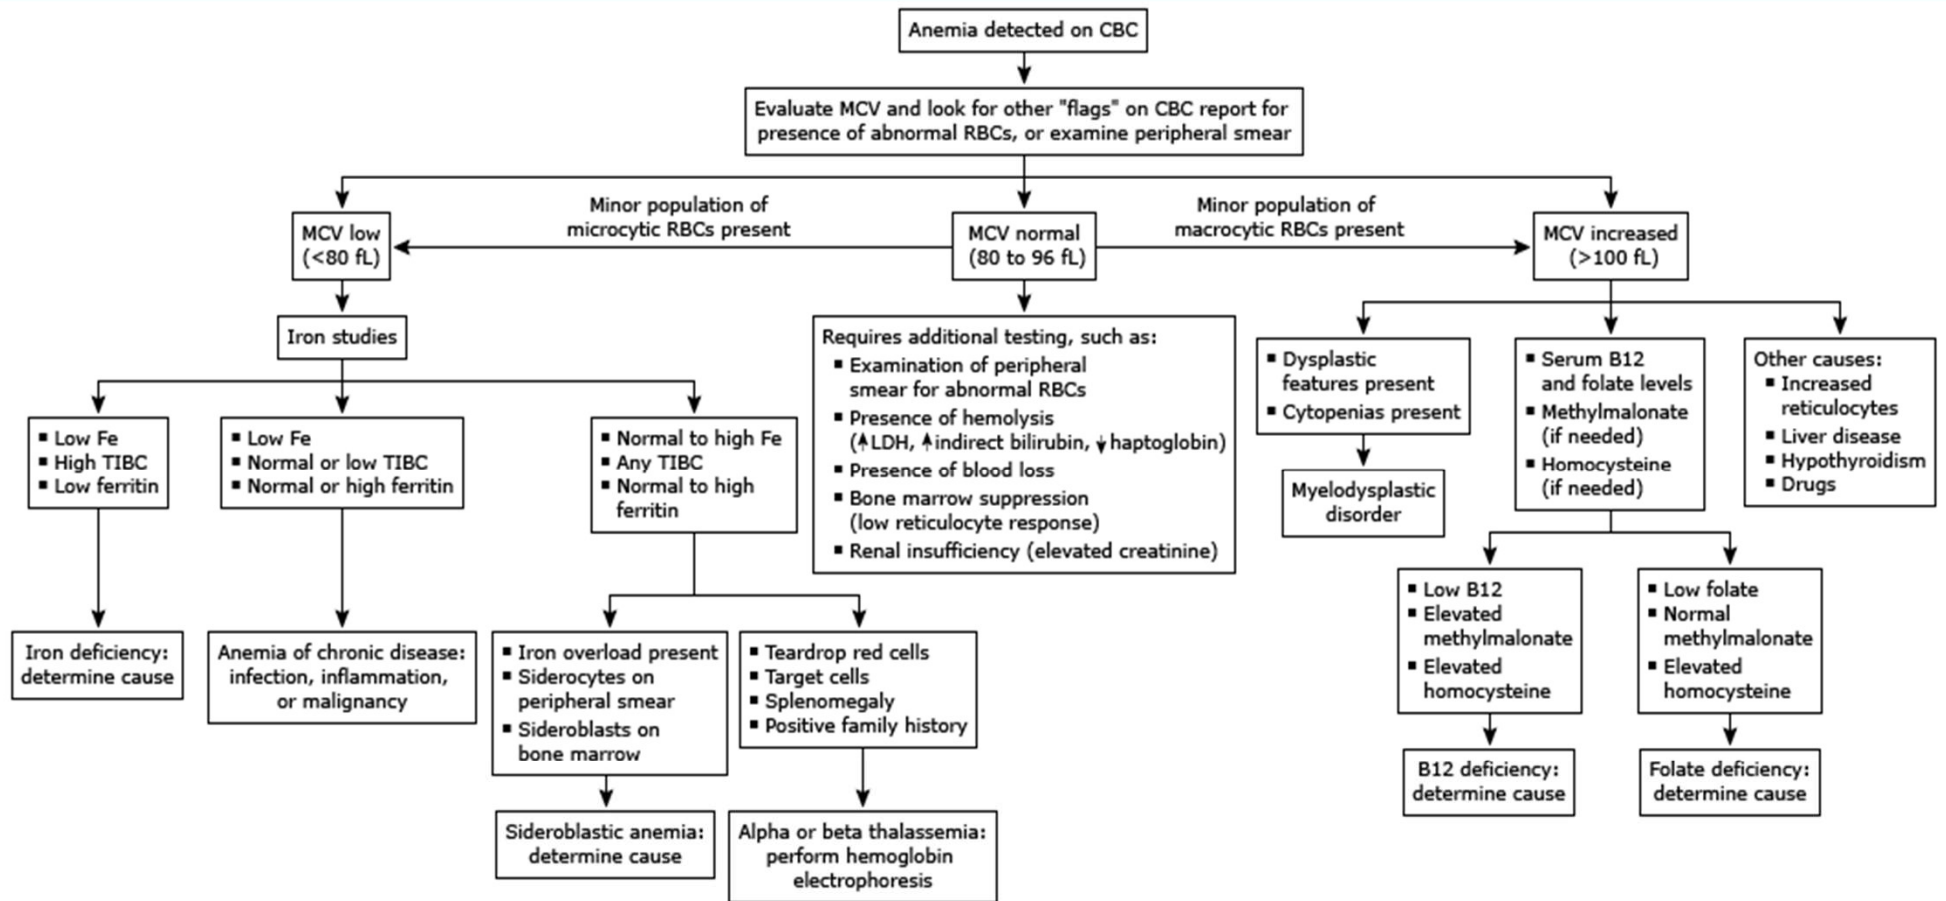 Anemia detected on CBC
Evaluate MCV and look for other "flags" on CBC report for
presence of abnormal RBCs, or examine peripheral smear
Minor population of
microcytic RBCs present
Minor population of
macrocytic RBCs present
MCV low
(<80 fL)
MCV normal
(80 to 96 fL)
MCV increased
(>100 fL)
Iron studies
▪ Low Fe
▪ High TIBC
▪ Low ferritin
▪ Low Fe
▪ Normal or low TIBC
▪ Normal or high ferritin
▪ Normal to high Fe
▪ Any TIBC
▪ Normal to high
ferritin
Iron deficiency:
determine cause
Anemia of chronic disease:
infection, inflammation,
or malignancy
▪ Iron overload present
▪ Siderocytes on
peripheral smear
▪ Sideroblasts on
bone marrow
▪ Teardrop red cells
▪ Target cells
▪ Splenomegaly
▪ Positive family history
Sideroblastic anemia:
determine cause
Alpha or beta thalassemia:
perform hemoglobin
electrophoresis
Requires additional testing, such as:
▪ Examination of peripheral
smear for abnormal RBCs
▪ Presence of hemolysis
(↑LDH, ↑indirect bilirubin, ↓haptoglobin)
▪ Presence of blood loss
▪ Bone marrow suppression
(low reticulocyte response)
▪ Renal insufficiency (elevated creatinine)
▪ Dysplastic
features present
▪ Cytopenias present
Myelodysplastic
disorder
▪ Serum B12
and folate levels
▪ Methylmalonate
(if needed)
▪ Homocysteine
(if needed)
Other causes:
▪ Increased
reticulocytes
▪ Liver disease
▪ Hypothyroidism
▪ Drugs
▪ Low B12
▪ Elevated
methylmalonate
▪ Elevated
homocysteine
▪ Low folate
▪ Normal
methylmalonate
▪ Elevated
homocysteine
B12 deficiency:
determine cause
Folate deficiency:
determine cause